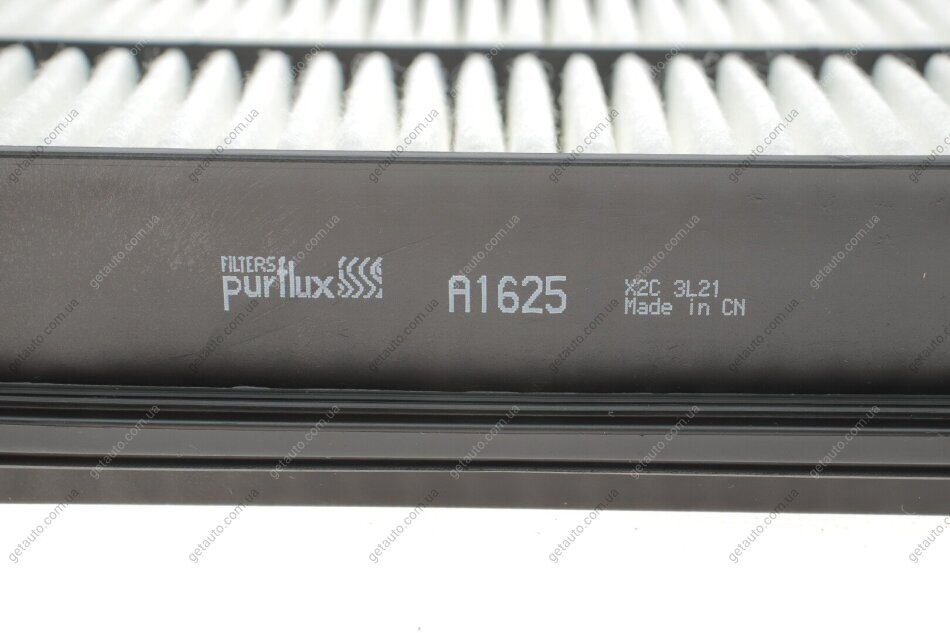 FILTERS
purflux
A1625
X2C 3L21
Made in CN
getauto.com.ua